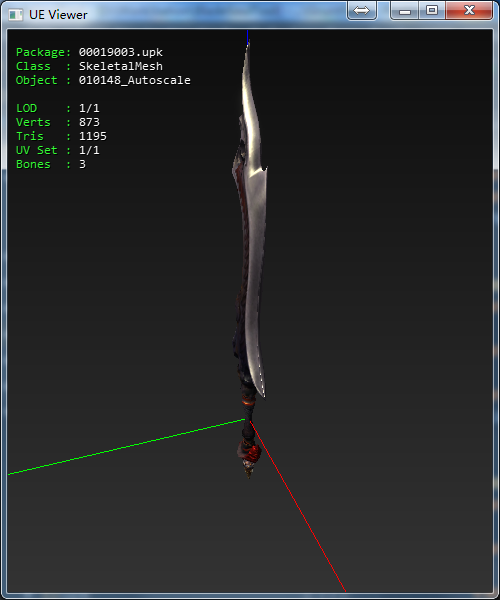 UE Viewer
Package: 00019003.upk
Class : SkeletalMesh
Object : 010148_Autoscale
LOD : 1/1
Verts : 873
Tris : 1195
UV Set : 1/1
Bones : 3